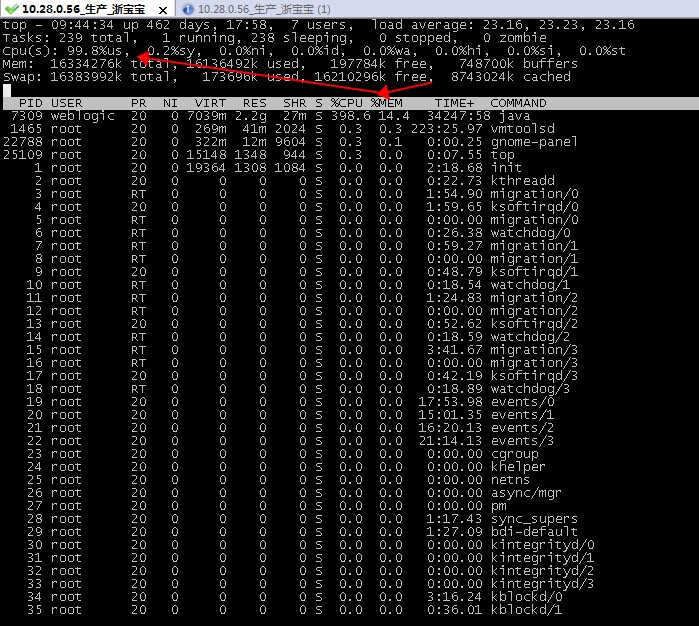 10.28.0.56_生产_浙宝宝 10.28.0.56_生产_浙宝宝 (1)
top - 09:44:34 up 462 days, 17:58, 7 users, load average: 23.16, 23.23, 23.16
Tasks: 239 total, 1 running, 238 sleeping, 0 stopped, 0 zombie
Cpu(s): 99.8%us, 0.2%sy, 0.0%ni, 0.0%id, 0.0%wa, 0.0%hi, 0.0%si, 0.0%st
Mem: 16334276k total, 16136492k used, 197784k free, 748700k buffers
Swap: 16383992k total, 173696k used, 16210296k free, 8743024k cached
PID USER PR NI VIRT RES SHR S %CPU %MEM TIME+ COMMAND
7309 weblogic 20 0 7039m 2.2g 27m S 398.6 14.4 34247:58 java
1465 root 20 0 269m 41m 2024 S 0.3 0.3 223:25.97 vmtoolsd
22788 root 20 0 322m 12m 9604 S 0.3 0.1 0:00.25 gnome-panel
25109 root 20 0 15148 1348 944 S 0.3 0.0 0:07.55 top
1 root 20 0 19364 1308 1084 S 0.0 0.0 2:18.68 init
2 root 20 0 0 0 0 S 0.0 0.0 0:22.73 kthreadd
3 root RT 0 0 0 0 S 0.0 0.0 1:54.90 migration/0
4 root 20 0 0 0 0 S 0.0 0.0 1:59.65 ksoftirqd/0
5 root RT 0 0 0 0 S 0.0 0.0 0:00.00 migration/0
6 root RT 0 0 0 0 S 0.0 0.0 0:26.38 watchdog/0
7 root RT 0 0 0 0 S 0.0 0.0 3:59.27 migration/1
8 root RT 0 0 0 0 S 0.0 0.0 0:00.00 migration/1
9 root 20 0 0 0 0 S 0.0 0.0 0:48.79 ksoftirqd/1
10 root RT 0 0 0 0 S 0.0 0.0 0:18.54 watchdog/1
11 root RT 0 0 0 0 S 0.0 0.0 1:24.83 migration/2
12 root RT 0 0 0 0 S 0.0 0.0 0:00.00 migration/2
13 root 20 0 0 0 0 S 0.0 0.0 0:52.62 ksoftirqd/2
14 root RT 0 0 0 0 S 0.0 0.0 0:18.59 watchdog/2
15 root RT 0 0 0 0 S 0.0 0.0 3:41.67 migration/3
16 root RT 0 0 0 0 S 0.0 0.0 0:00.00 migration/3
17 root 20 0 0 0 0 S 0.0 0.0 0:42.19 ksoftirqd/3
18 root RT 0 0 0 0 S 0.0 0.0 0:18.89 watchdog/3
19 root 20 0 0 0 0 S 0.0 0.0 17:53.98 events/0
20 root 20 0 0 0 0 S 0.0 0.0 15:01.35 events/1
21 root 20 0 0 0 0 S 0.0 0.0 16:20.13 events/2
22 root 20 0 0 0 0 S 0.0 0.0 21:14.13 events/3
23 root 20 0 0 0 0 S 0.0 0.0 0:00.00 cgroup
24 root 20 0 0 0 0 S 0.0 0.0 0:00.00 khelper
25 root 20 0 0 0 0 S 0.0 0.0 0:00.00 netns
26 root 20 0 0 0 0 S 0.0 0.0 0:00.00 async/mgr
27 root 20 0 0 0 0 S 0.0 0.0 0:00.00 pm
28 root 20 0 0 0 0 S 0.0 0.0 1:17.43 sync_supers
29 root 20 0 0 0 0 S 0.0 0.0 1:27.09 bdi-default
30 root 20 0 0 0 0 S 0.0 0.0 0:00.00 kintegrityd/0
31 root 20 0 0 0 0 S 0.0 0.0 0:00.00 kintegrityd/1
32 root 20 0 0 0 0 S 0.0 0.0 0:00.00 kintegrityd/2
33 root 20 0 0 0 0 S 0.0 0.0 0:00.00 kintegrityd/3
34 root 20 0 0 0 0 S 0.0 0.0 3:16.24 kblockd/0
35 root 20 0 0 0 0 S 0.0 0.0 0:36.01 kblockd/1